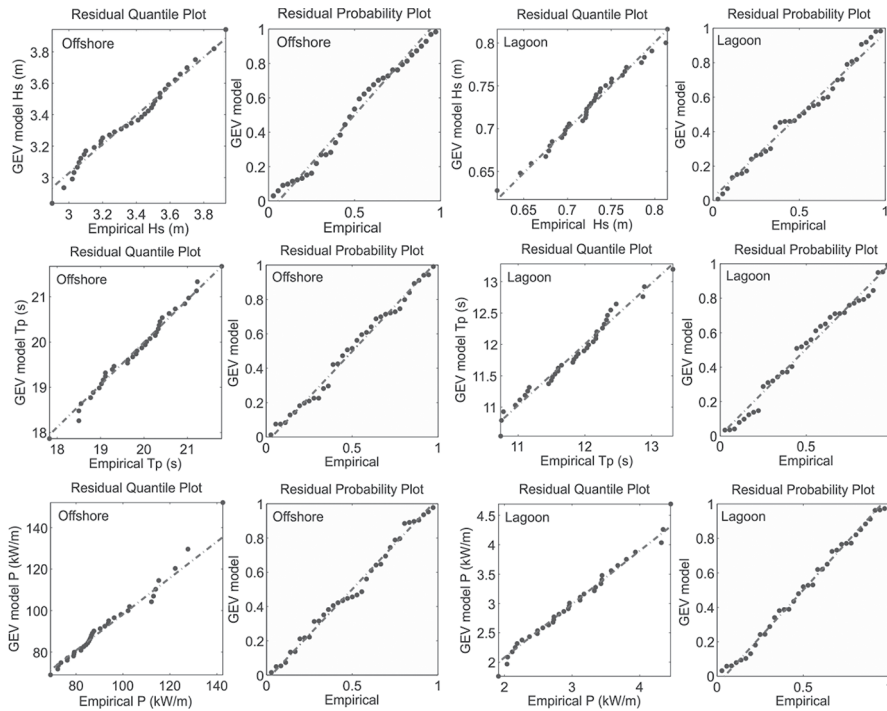 Residual Quantile Plot
Offshore
GEV model Hs (m)
3.8
3.6
3.4
3.2
3
3
3.2
3.4
3.6
3.8
Empirical Hs (m)
Residual Probability Plot
Offshore
GEV model
1
0.8
0.6
0.4
0.2
0
0
0.5
1
Empirical
Residual Quantile Plot
Lagoon
GEV model Hs (m)
0.8
0.75
0.7
0.65
0.65
0.7
0.75
0.8
Empirical Hs (m)
Residual Probability Plot
Lagoon
GEV model
1
0.8
0.6
0.4
0.2
0
0
0.5
1
Empirical
Residual Quantile Plot
Offshore
GEV model Tp (s)
21
20
19
18
18
19
20
21
Empirical Tp (s)
Residual Probability Plot
Offshore
GEV model
1
0.8
0.6
0.4
0.2
0
0
0.5
1
Empirical
Residual Quantile Plot
Lagoon
GEV model Tp (s)
13
12.5
12
11.5
11
11
12
13
Empirical Tp (s)
Residual Probability Plot
Lagoon
GEV model
1
0.8
0.6
0.4
0.2
0
0.5
1
Empirical
Residual Quantile Plot
Offshore
GEV model P (kW/m)
140
120
100
80
80
100
120
140
Empirical P (kW/m)
Residual Probability Plot
Offshore
GEV model
1
0.8
0.6
0.4
0.2
0
0
0.5
1
Empirical
Residual Quantile Plot
Lagoon
GEV model P (kW/m)
4.5
4
3.5
3
2.5
2
2
3
4
Empirical P (kW/m)
Residual Probability Plot
Lagoon
GEV model
1
0.8
0.6
0.4
0.2
0
0
0.5
1
Empirical